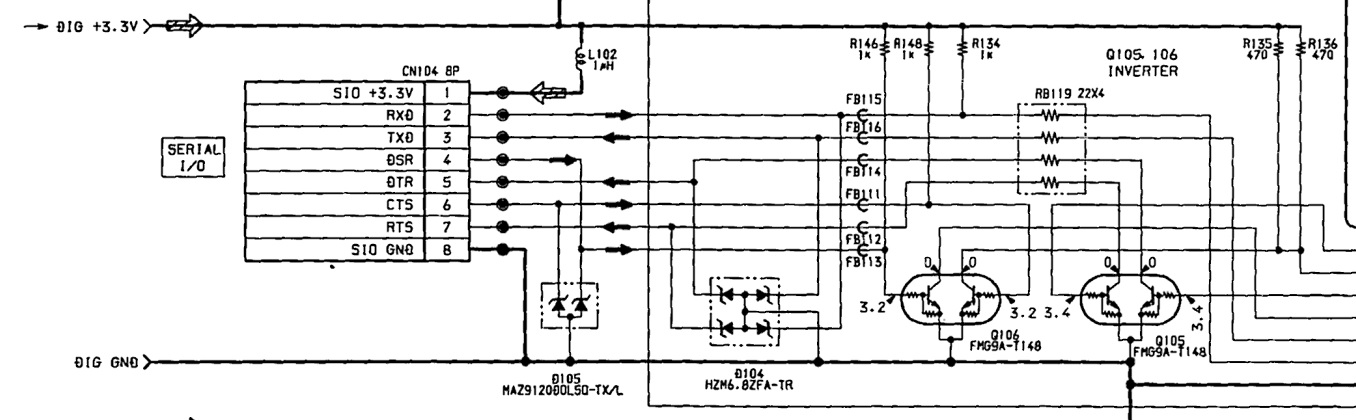 DIG +3.3V
L102
1μH
R146
1K
R148
1K
R134
1K
Q105, 106
INVERTER
R135
470
R136
470
CN104 8P
SIO +3.3V 1
RXD 2
TXD 3
DSR 4
DTR 5
CTS 6
RTS 7
SIO GND 8
SERIAL
I/O
FB115
FB116
FB114
FB111
FB112
FB113
RB119 22X4
0 0 0 0
3.2 3.2 3.4 3.4
Q106
FMG9A-T148
Q105
FMG9A-T148
DIG GND
D105
MAZ9120D0LSO-TX/L
D104
HZM6.8ZFA-TR